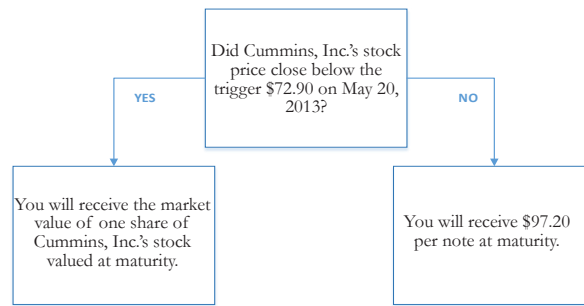 Did Cummins, Inc.'s stock
price close below the
trigger $72.90 on May 20,
2013?
YES
NO
You will receive the market
value of one share of
Cummins, Inc.'s stock
valued at maturity.
You will receive $97.20
per note at maturity.